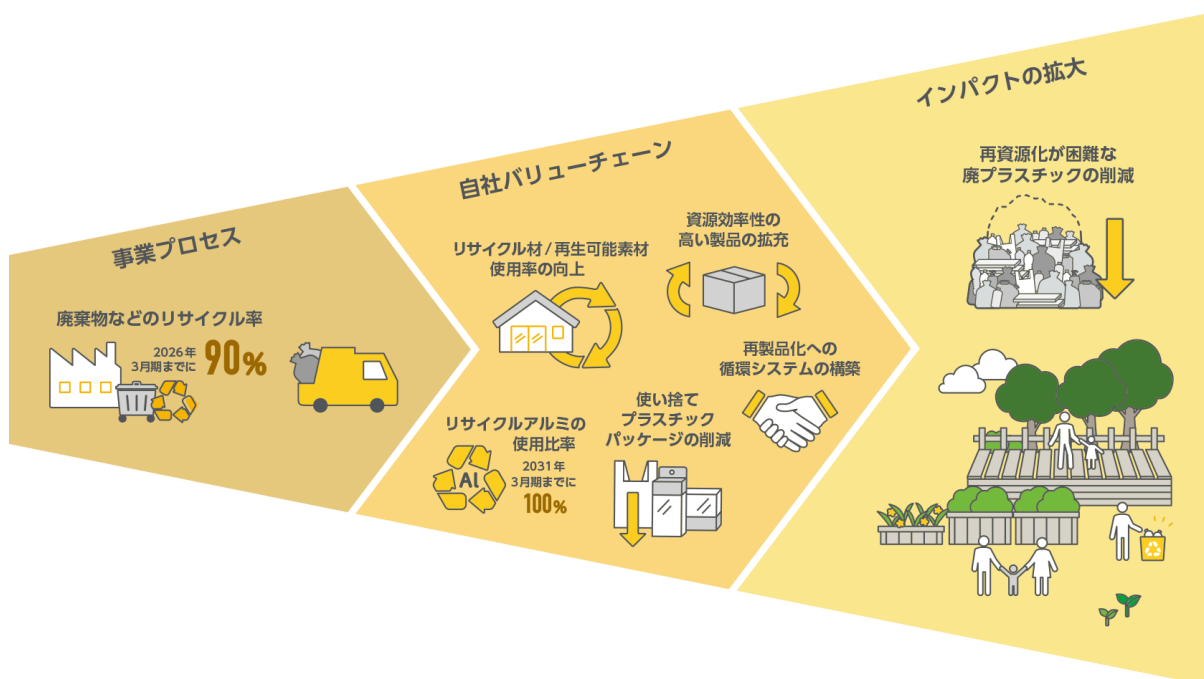 事業プロセス
廃棄物などのリサイクル率
2026年
3月期までに
90%
自社バリューチェーン
リサイクル材/再生可能素材
使用率の向上
資源効率性の
高い製品の拡充
再製品化への
循環システムの構築
リサイクルアルミの
使用比率
Al
2031年
3月期までに
100%
使い捨て
プラスチック
パッケージの削減
インパクトの拡大
再資源化が困難な
廃プラスチックの削減